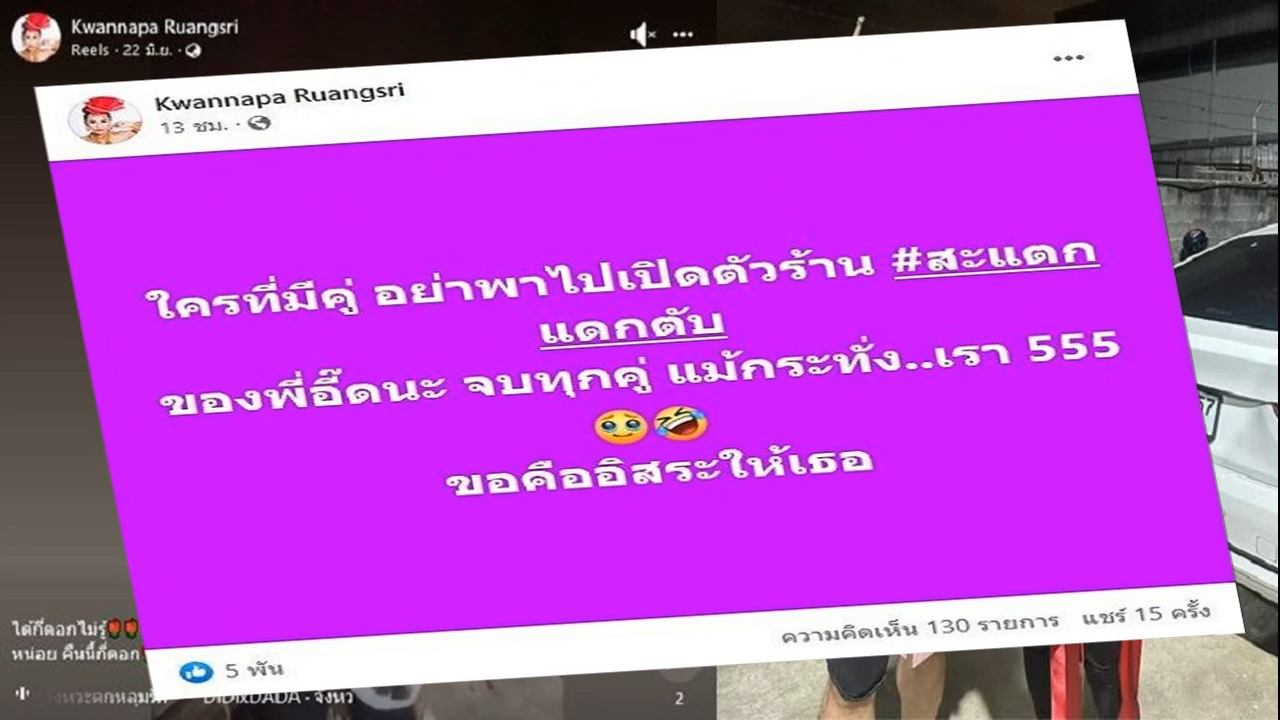 Kwannapa Ruangsri
Reels · 22 มิ.ย. ·
Kwannapa Ruangsri
13 ชม. ·
ใครที่มีคู่ อย่าพาไปเปิดตัวร้าน #สะแตก
แดกตับ
ของพี่อี๊ดนะ จบทุกคู่ แม้กระทั่ง..เรา 555
🥹🤣
ขอคืออิสระให้เธอ
ความคิดเห็น 130 รายการ แชร์ 15 ครั้ง
5 พัน
ได้กี่ดอกไม่รู้🌹🌹
หน่อย คืนนี้กี่ดอก
DIDIxDADA - จังหว
2